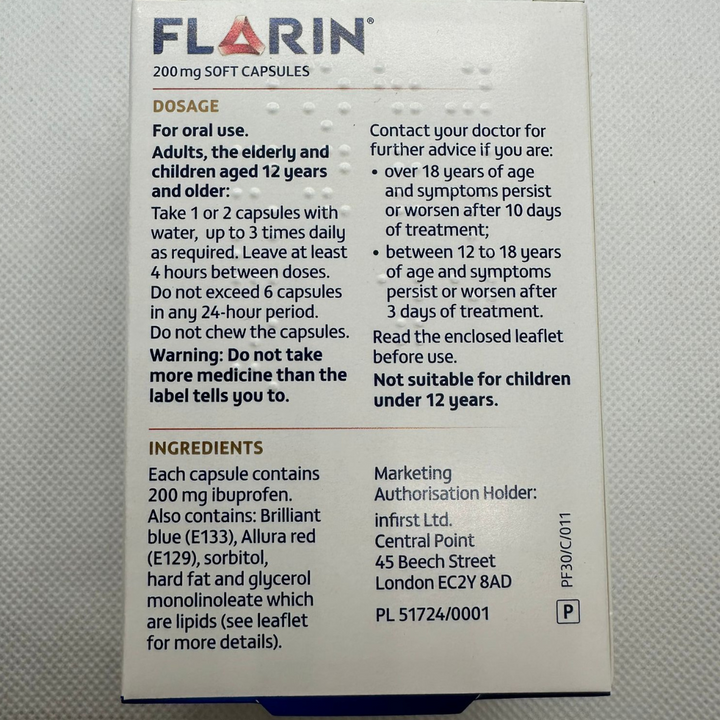 FLARIN®
200mg SOFT CAPSULES
DOSAGE
For oral use.
Adults, the elderly and
children aged 12 years
and older:
Take 1 or 2 capsules with
water, up to 3 times daily
as required. Leave at least
4 hours between doses.
Do not exceed 6 capsules
in any 24-hour period.
Do not chew the capsules.
Warning: Do not take
more medicine than the
label tells you to.
Contact your doctor for
further advice if you are:
• over 18 years of age
and symptoms persist
or worsen after 10 days
of treatment;
• between 12 to 18 years
of age and symptoms
persist or worsen after
3 days of treatment.
Read the enclosed leaflet
before use.
Not suitable for children
under 12 years.
INGREDIENTS
Each capsule contains
200 mg ibuprofen.
Also contains: Brilliant
blue (E133), Allura red
(E129), sorbitol,
hard fat and glycerol
monolinoleate which
are lipids (see leaflet
for more details).
Marketing
Authorisation Holder:
infirst Ltd.
Central Point
45 Beech Street
London EC2Y 8AD
PL 51724/0001
PF30/C/011
P